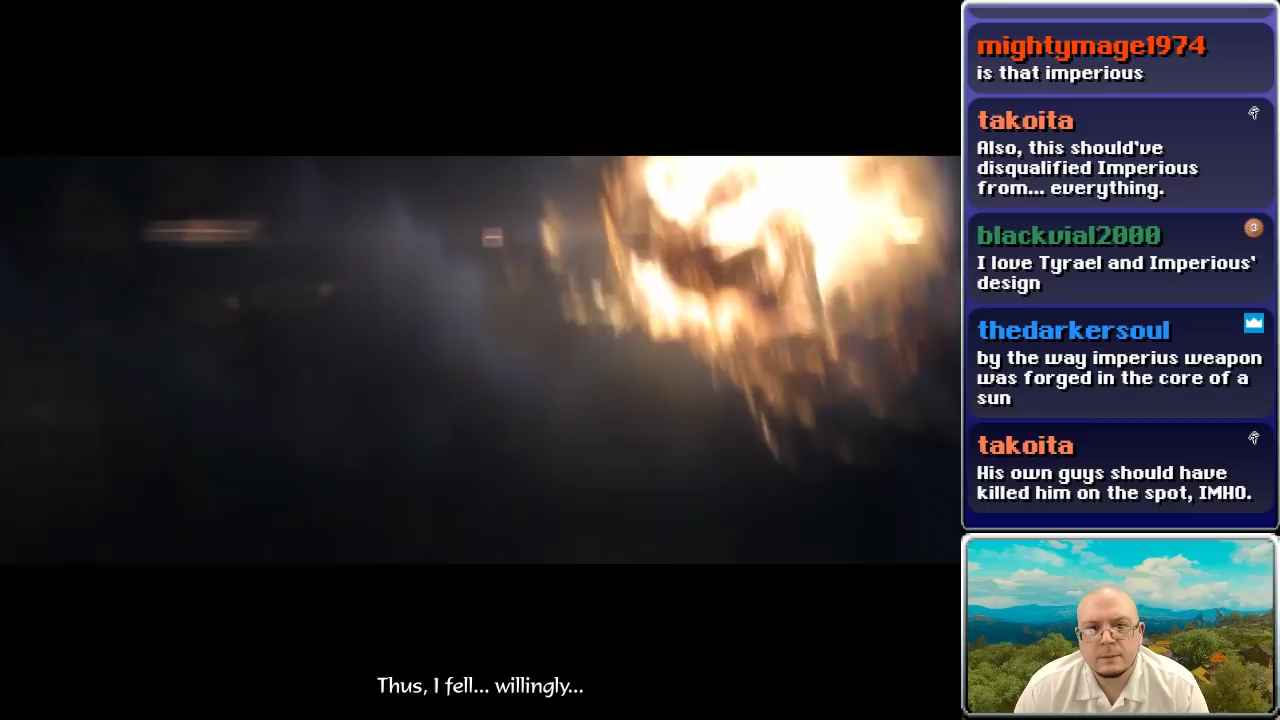 mightymage1974
is that imperious
takoita
Also, this should've
disqualified Imperious
from... everything.
blackvial2000
3
I love Tyrael and Imperious'
design
thedarkersoul
by the way imperius weapon
was forged in the core of a
sun
takoita
His own guys should have
killed him on the spot, IMHO.
Thus, I fell... willingly...